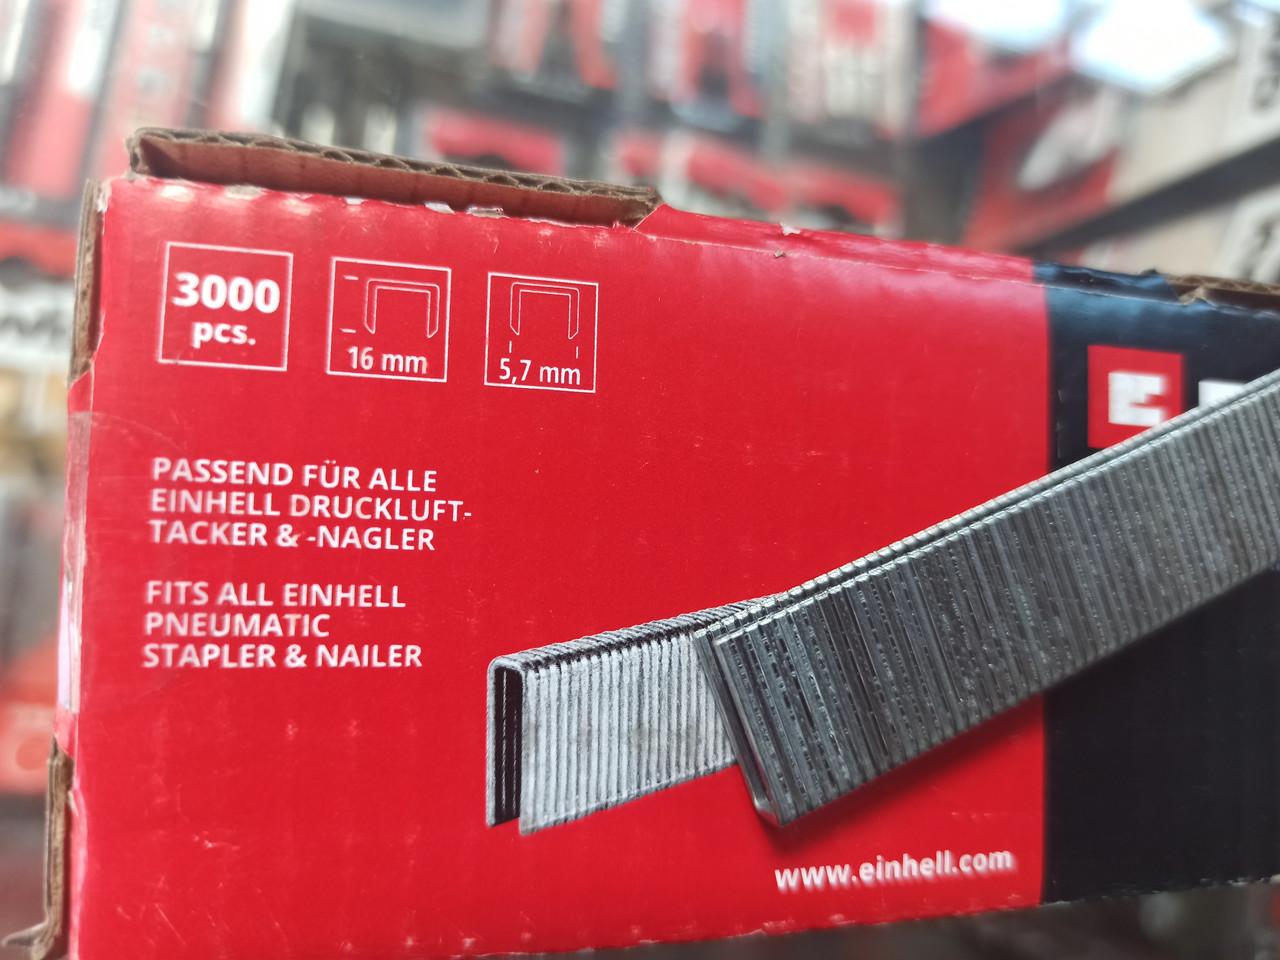 3000
pcs.
16 mm
5,7 mm
PASSEND FÜR ALLE
EINHELL DRUCKLUFT-
TACKER & -NAGLER
FITS ALL EINHELL
PNEUMATIC
STAPLER & NAILER
www.einhell.com